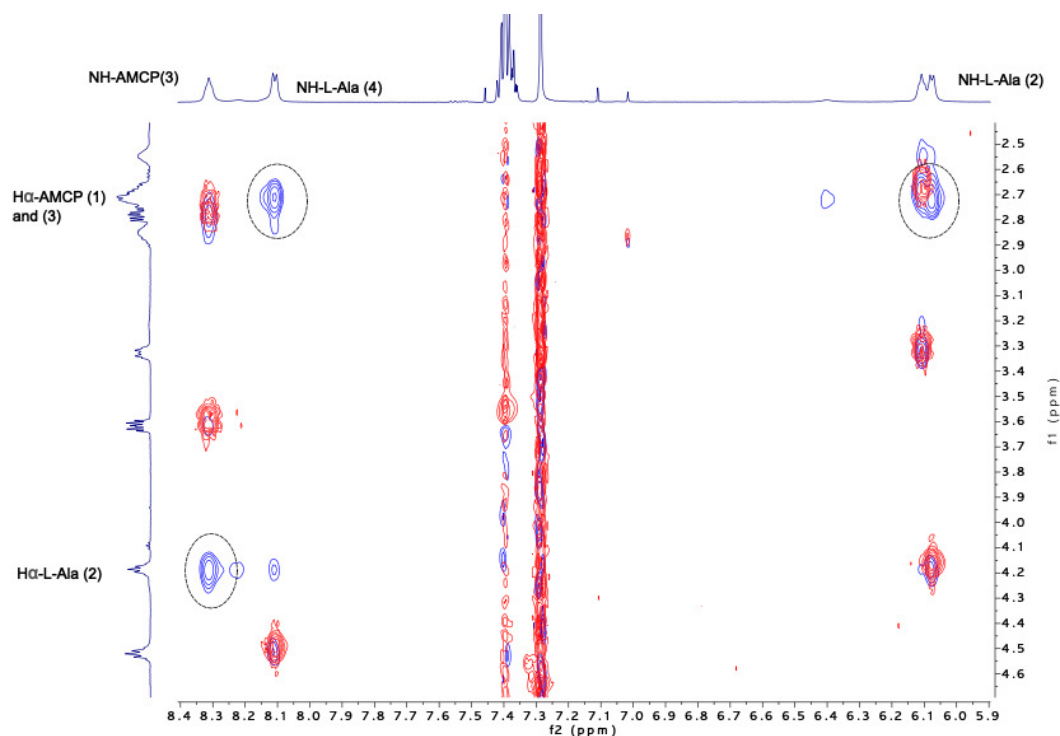 NH-AMCP(3)
NH-L-Ala (4)
NH-L-Ala (2)
Hα-AMCP (1)
and (3)
Hα-L-Ala (2)
2.5
2.6
2.7
2.8
2.9
3.0
3.1
3.2
3.3
3.4
3.5
3.6
3.7
3.8
3.9
4.0
4.1
4.2
4.3
4.4
4.5
4.6
f1 (ppm)
8.4 8.3 8.2 8.1 8.0 7.9 7.8 7.7 7.6 7.5 7.4 7.3 7.2 7.1 7.0 6.9 6.8 6.7 6.6 6.5 6.4 6.3 6.2 6.1 6.0 5.9
f2 (ppm)